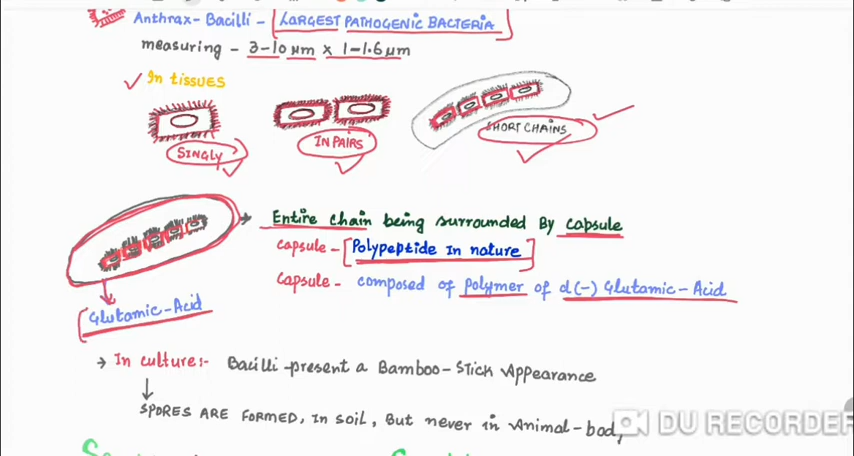 Anthrax-Bacilli - [LARGEST PATHOGENIC BACTERIA]
measuring - 3-10 µm x 1-1.6 µm
In tissues
SINGLY
IN PAIRS
SHORT CHAINS
Entire chain being surrounded By capsule
capsule - [Polypeptide In nature]
capsule - composed of polymer of d(-) Glutamic-Acid
Glutamic-Acid
→ In culture:- Bacilli present a Bamboo-Stick Appearance
SPORES ARE FORMED, In soil, But never in Animal-body
DU RECORDER